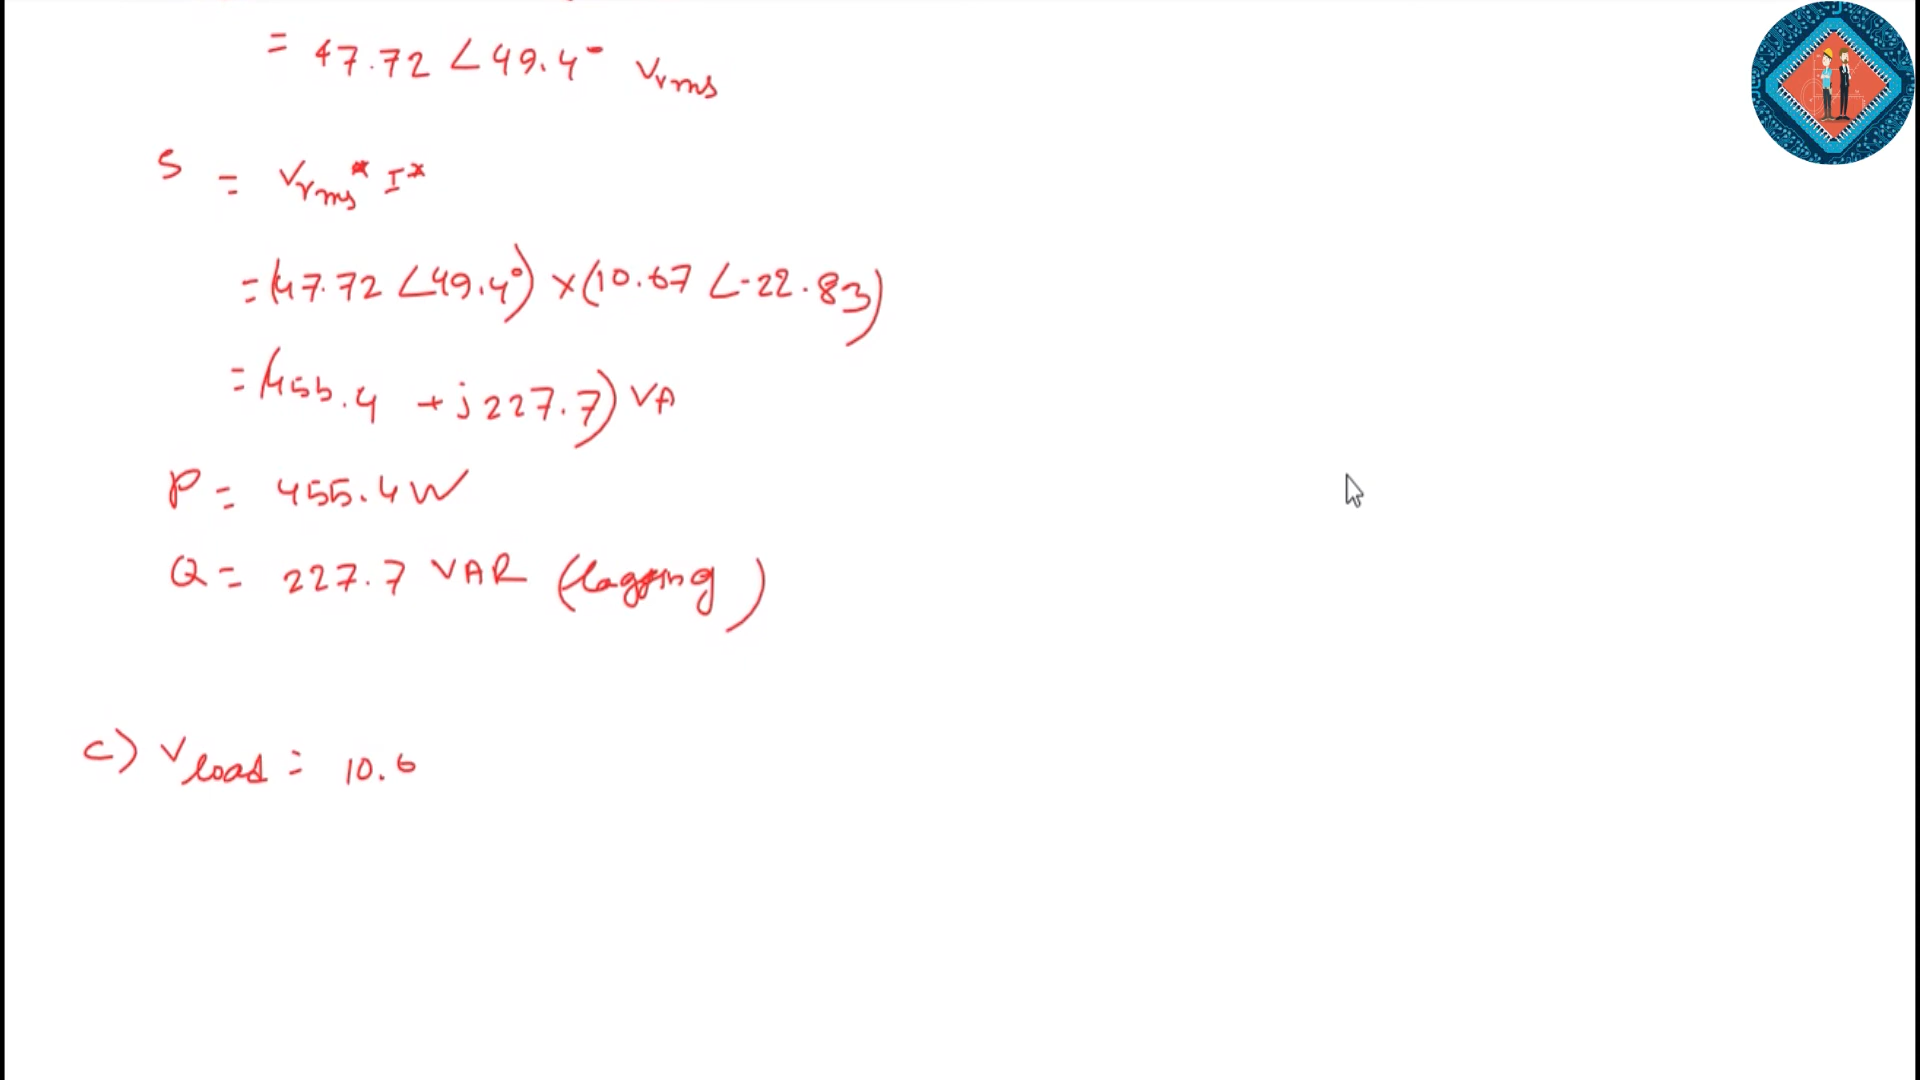 = 47.72 ∠49.4° Vrms
S = Vrms * I*
= (47.72 ∠49.4°) × (10.67 ∠-22.83)
= (455.4 + j227.7) VA
P = 455.4 W
Q = 227.7 VAR (lagging)
c) Vload = 10.6